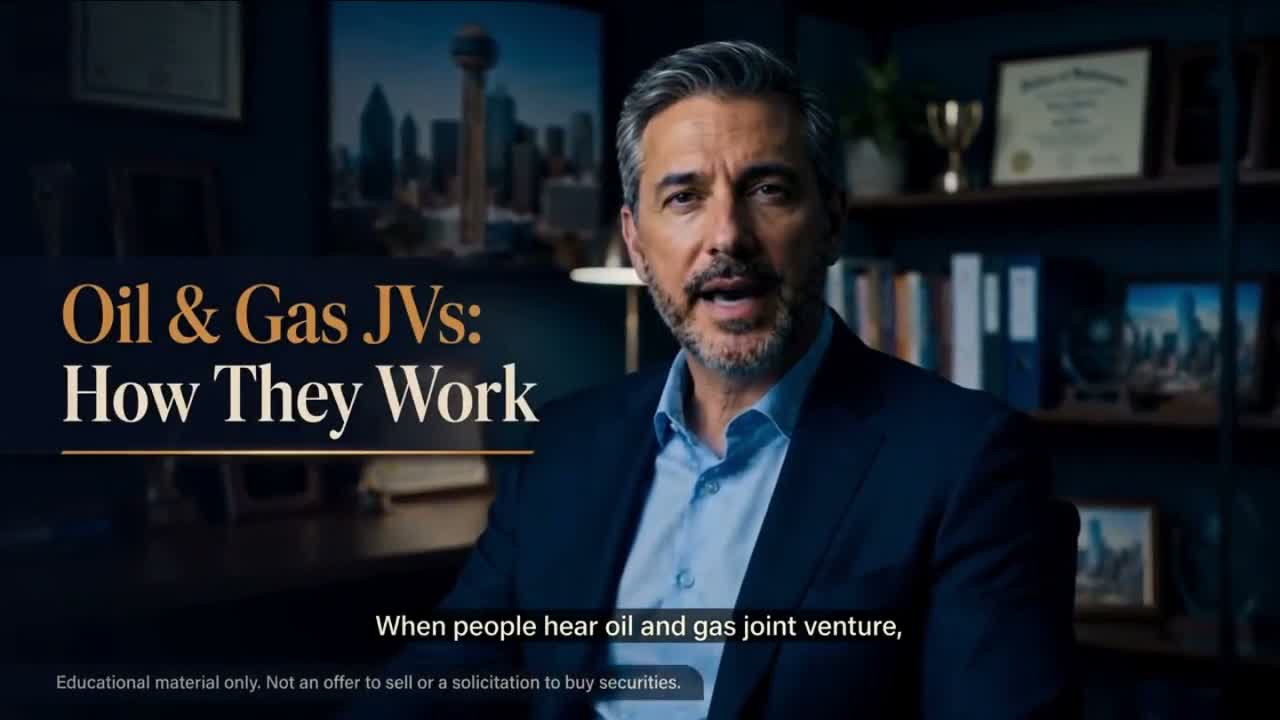 Oil & Gas JVs:
How They Work
When people hear oil and gas joint venture,
Educational material only. Not an offer to sell or a solicitation to buy securities.